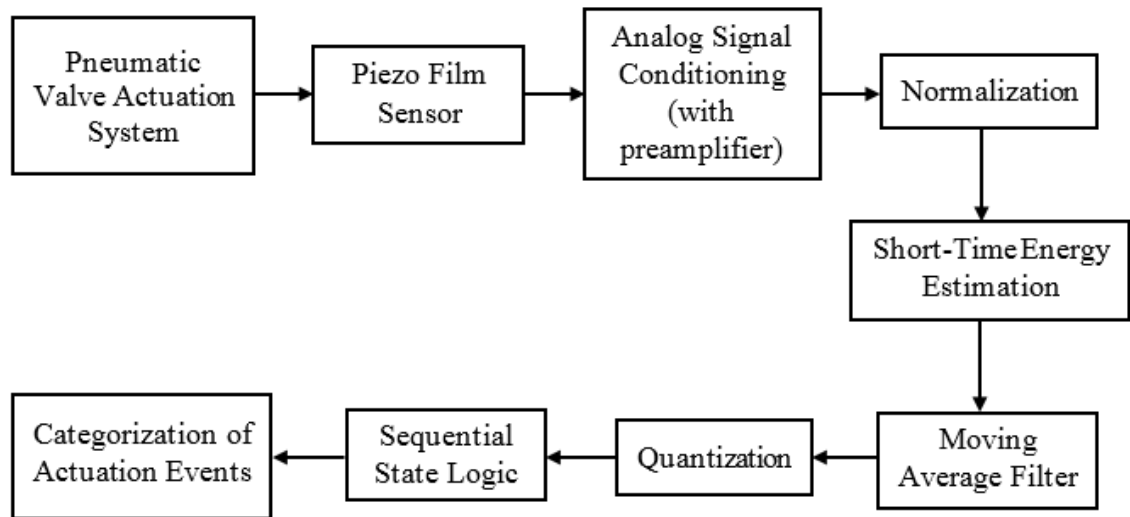 Pneumatic
Valve Actuation
System
Piezo Film
Sensor
Analog Signal
Conditioning
(with
preamplifier)
Normalization
Short-Time Energy
Estimation
Moving
Average Filter
Quantization
Sequential
State Logic
Categorization of
Actuation Events